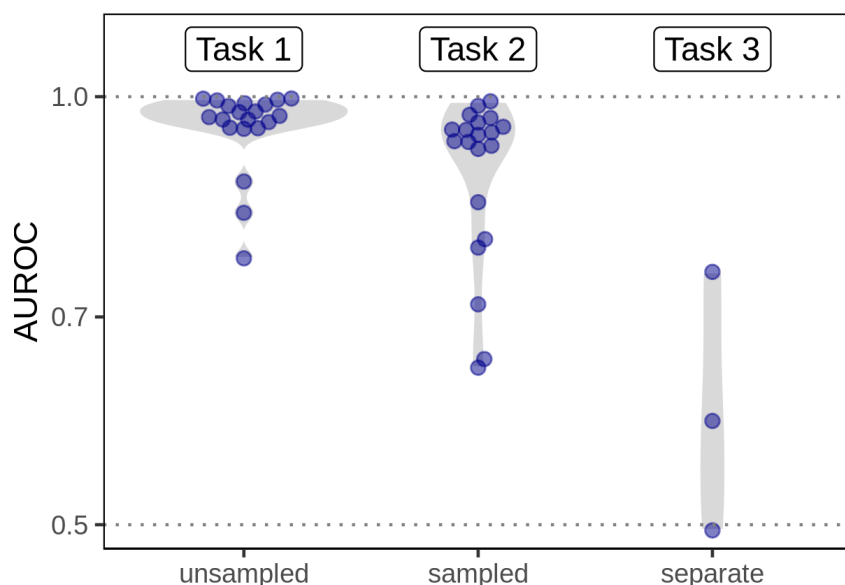 Task 1
Task 2
Task 3
1.0
0.7
0.5
AUROC
unsampled
sampled
separate